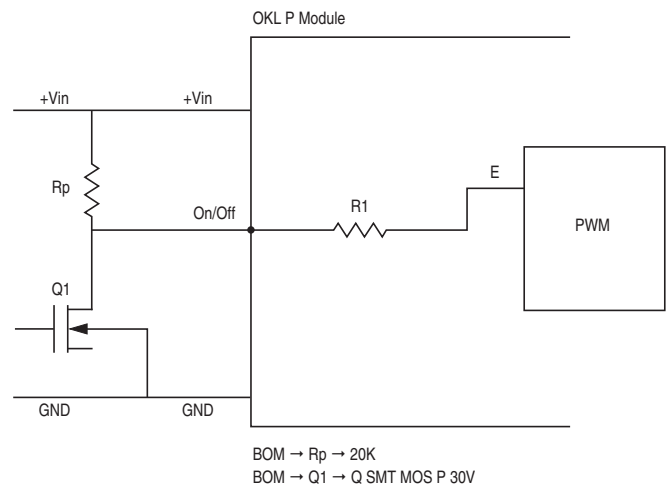 OKL P Module
+Vin
+Vin
Rp
On/Off
R1
E
PWM
Q1
GND
GND
BOM → Rp → 20K
BOM → Q1 → Q SMT MOS P 30V